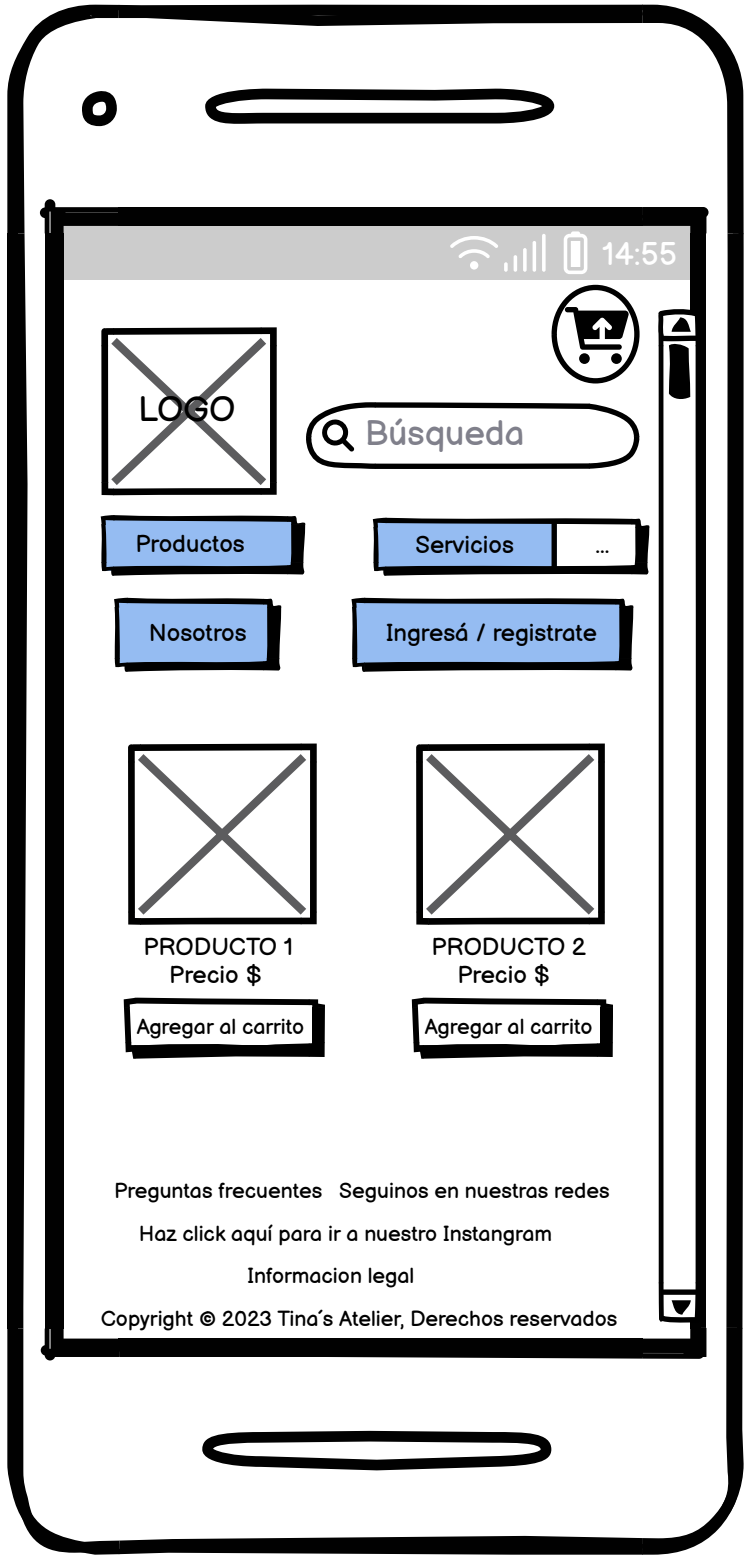 14:55
LOGO
Búsqueda
Productos
Servicios ...
Nosotros
Ingresá / registrate
PRODUCTO 1
Precio $
Agregar al carrito
PRODUCTO 2
Precio $
Agregar al carrito
Preguntas frecuentes Seguinos en nuestras redes
Haz click aquí para ir a nuestro Instangram
Informacion legal
Copyright © 2023 Tina´s Atelier, Derechos reservados